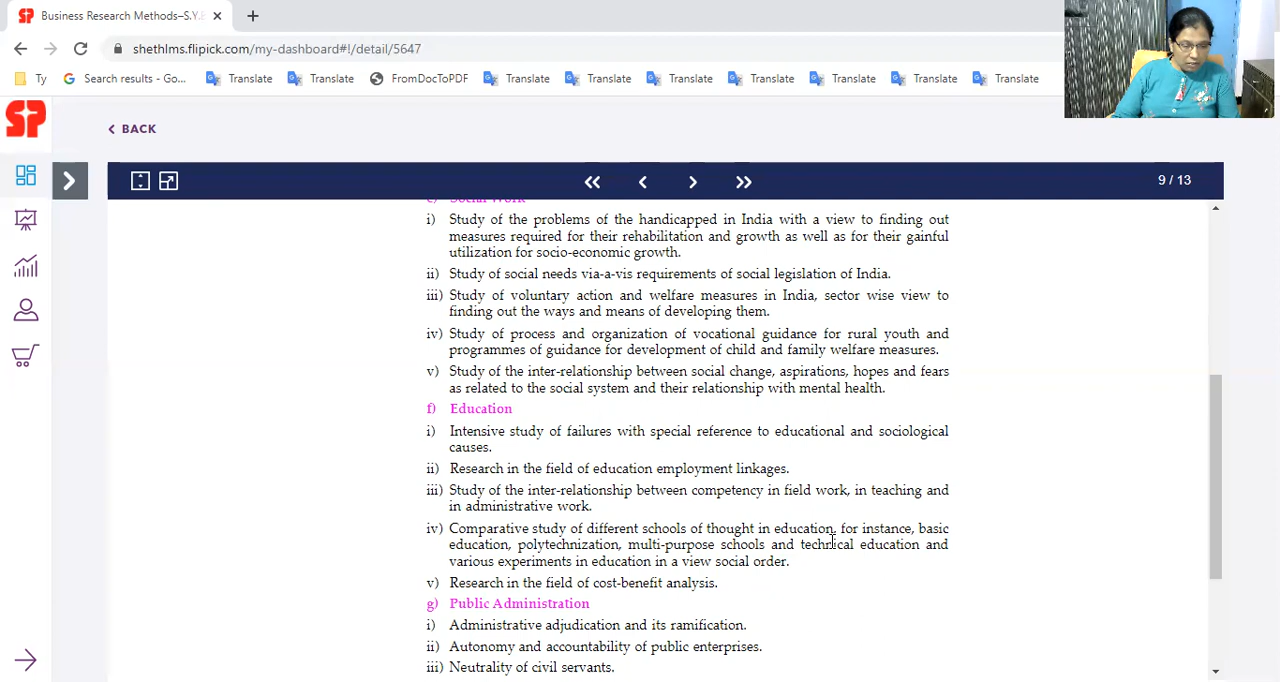 Business Research Methods–S.Y.
shethlms.flipick.com/my-dashboard#!/detail/5647
Ty
Search results - Go...
Translate
Translate
FromDocToPDF
Translate
Translate
Translate
Translate
Translate
Translate
Translate
SP
BACK
9 / 13
e) Social Work
i) Study of the problems of the handicapped in India with a view to finding out
measures required for their rehabilitation and growth as well as for their gainful
utilization for socio-economic growth.
ii) Study of social needs via-a-vis requirements of social legislation of India.
iii) Study of voluntary action and welfare measures in India, sector wise view to
finding out the ways and means of developing them.
iv) Study of process and organization of vocational guidance for rural youth and
programmes of guidance for development of child and family welfare measures.
v) Study of the inter-relationship between social change, aspirations, hopes and fears
as related to the social system and their relationship with mental health.
f) Education
i) Intensive study of failures with special reference to educational and sociological
causes.
ii) Research in the field of education employment linkages.
iii) Study of the inter-relationship between competency in field work, in teaching and
in administrative work.
iv) Comparative study of different schools of thought in education, for instance, basic
education, polytechnization, multi-purpose schools and technical education and
various experiments in education in a view social order.
v) Research in the field of cost-benefit analysis.
g) Public Administration
i) Administrative adjudication and its ramification.
ii) Autonomy and accountability of public enterprises.
iii) Neutrality of civil servants.